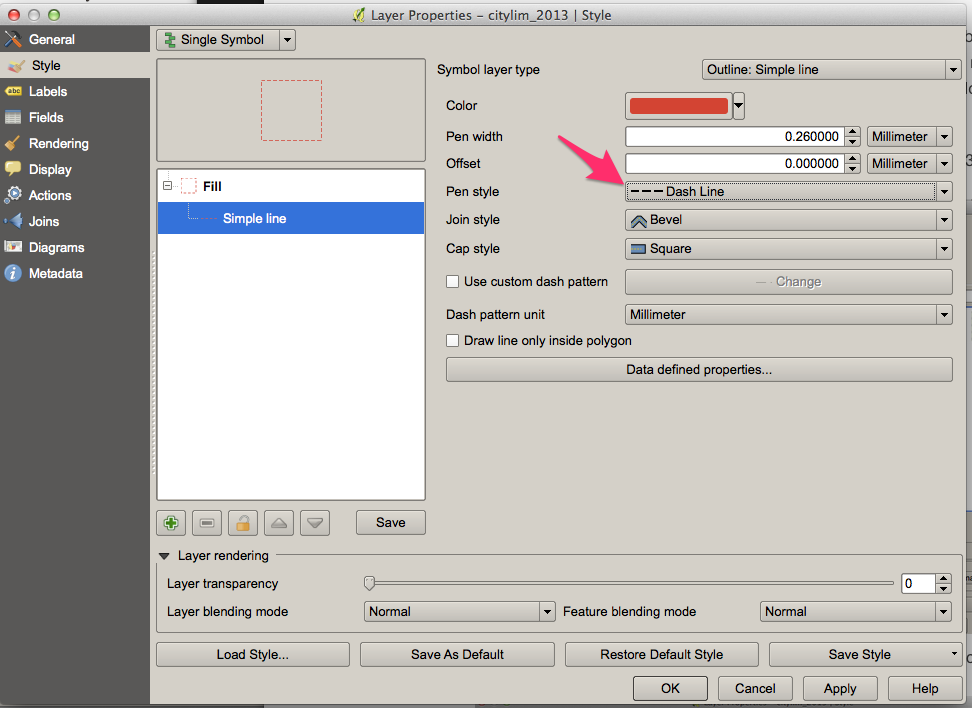 Layer Properties - citylim_2013 | Style
General
Style
abc Labels
Fields
Rendering
Display
Actions
Joins
Diagrams
Metadata
Single Symbol
Fill
Simple line
Save
Symbol layer type Outline: Simple line
Color
Pen width 0.260000 Millimeter
Offset 0.000000 Millimeter
Pen style Dash Line
Join style Bevel
Cap style Square
Use custom dash pattern Change
Dash pattern unit Millimeter
Draw line only inside polygon
Data defined properties...
Layer rendering
Layer transparency 0
Layer blending mode Normal Feature blending mode Normal
Load Style... Save As Default Restore Default Style Save Style
OK Cancel Apply Help